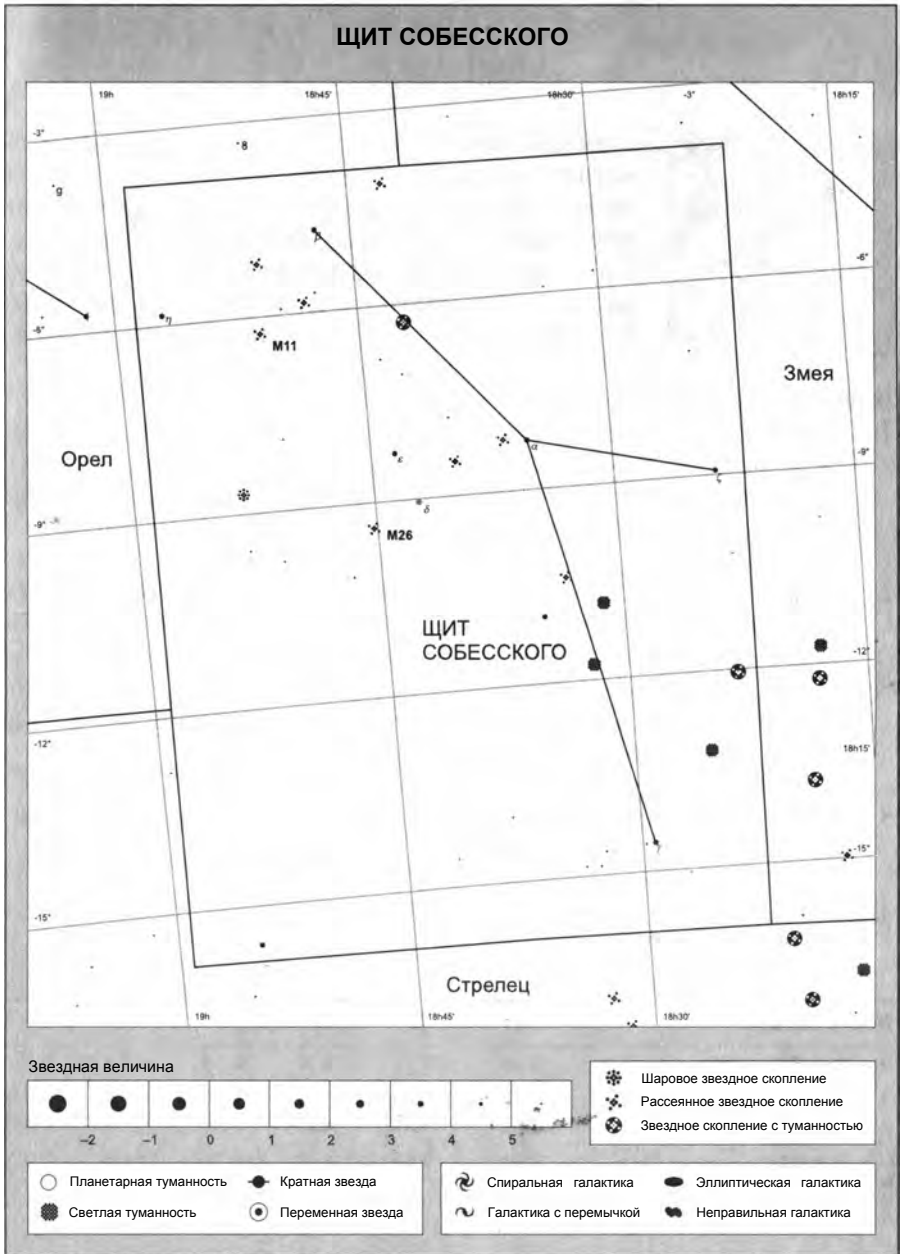 ЩИТ СОБЕССКОГО
19h
18h45'
18h30'
-3°
18h15'
-3°
8
g
β
-6°
η
-6°
M11
Змея
Орел
α
ε
ζ
-9°
δ
-9°
M26
ЩИТ
СОБЕССКОГО
-12°
-12°
18h15'
γ
-15°
-15°
Стрелец
19h
18h45'
18h30'
Звездная величина
–2 –1 0 1 2 3 4 5
Шаровое звездное скопление
Рассеянное звездное скопление
Звездное скопление с туманностью
Планетарная туманность
Кратная звезда
Светлая туманность
Переменная звезда
Спиральная галактика
Эллиптическая галактика
Галактика с перемычкой
Неправильная галактика